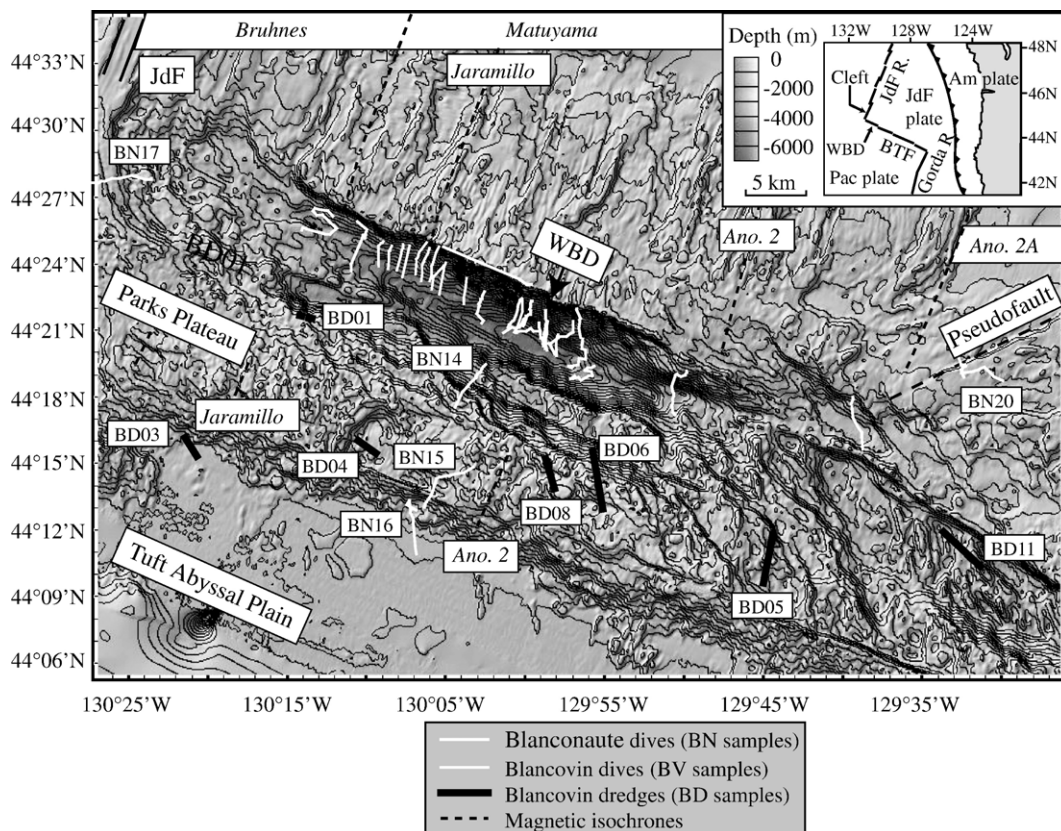 Bruhnes
Matuyama
Depth (m)
0
-2000
-4000
-6000
5 km
132W
128W
124W
48N
46N
44N
42N
Cleft
JdF R.
JdF
plate
Am plate
WBD
BTF
Gorda R
Pac plate
44°33'N
44°30'N
44°27'N
44°24'N
44°21'N
44°18'N
44°15'N
44°12'N
44°09'N
44°06'N
JdF
Jaramillo
BN17
BD01
WBD
Ano. 2
Ano. 2A
Parks Plateau
BD01
Pseudofault
BN14
BN20
Jaramillo
BD03
BD04
BN15
BD06
BN16
BD08
Ano. 2
BD11
BD05
Tuft Abyssal Plain
130°25'W
130°15'W
130°05'W
129°55'W
129°45'W
129°35'W
Blanconaute dives (BN samples)
Blancovin dives (BV samples)
Blancovin dredges (BD samples)
Magnetic isochrones